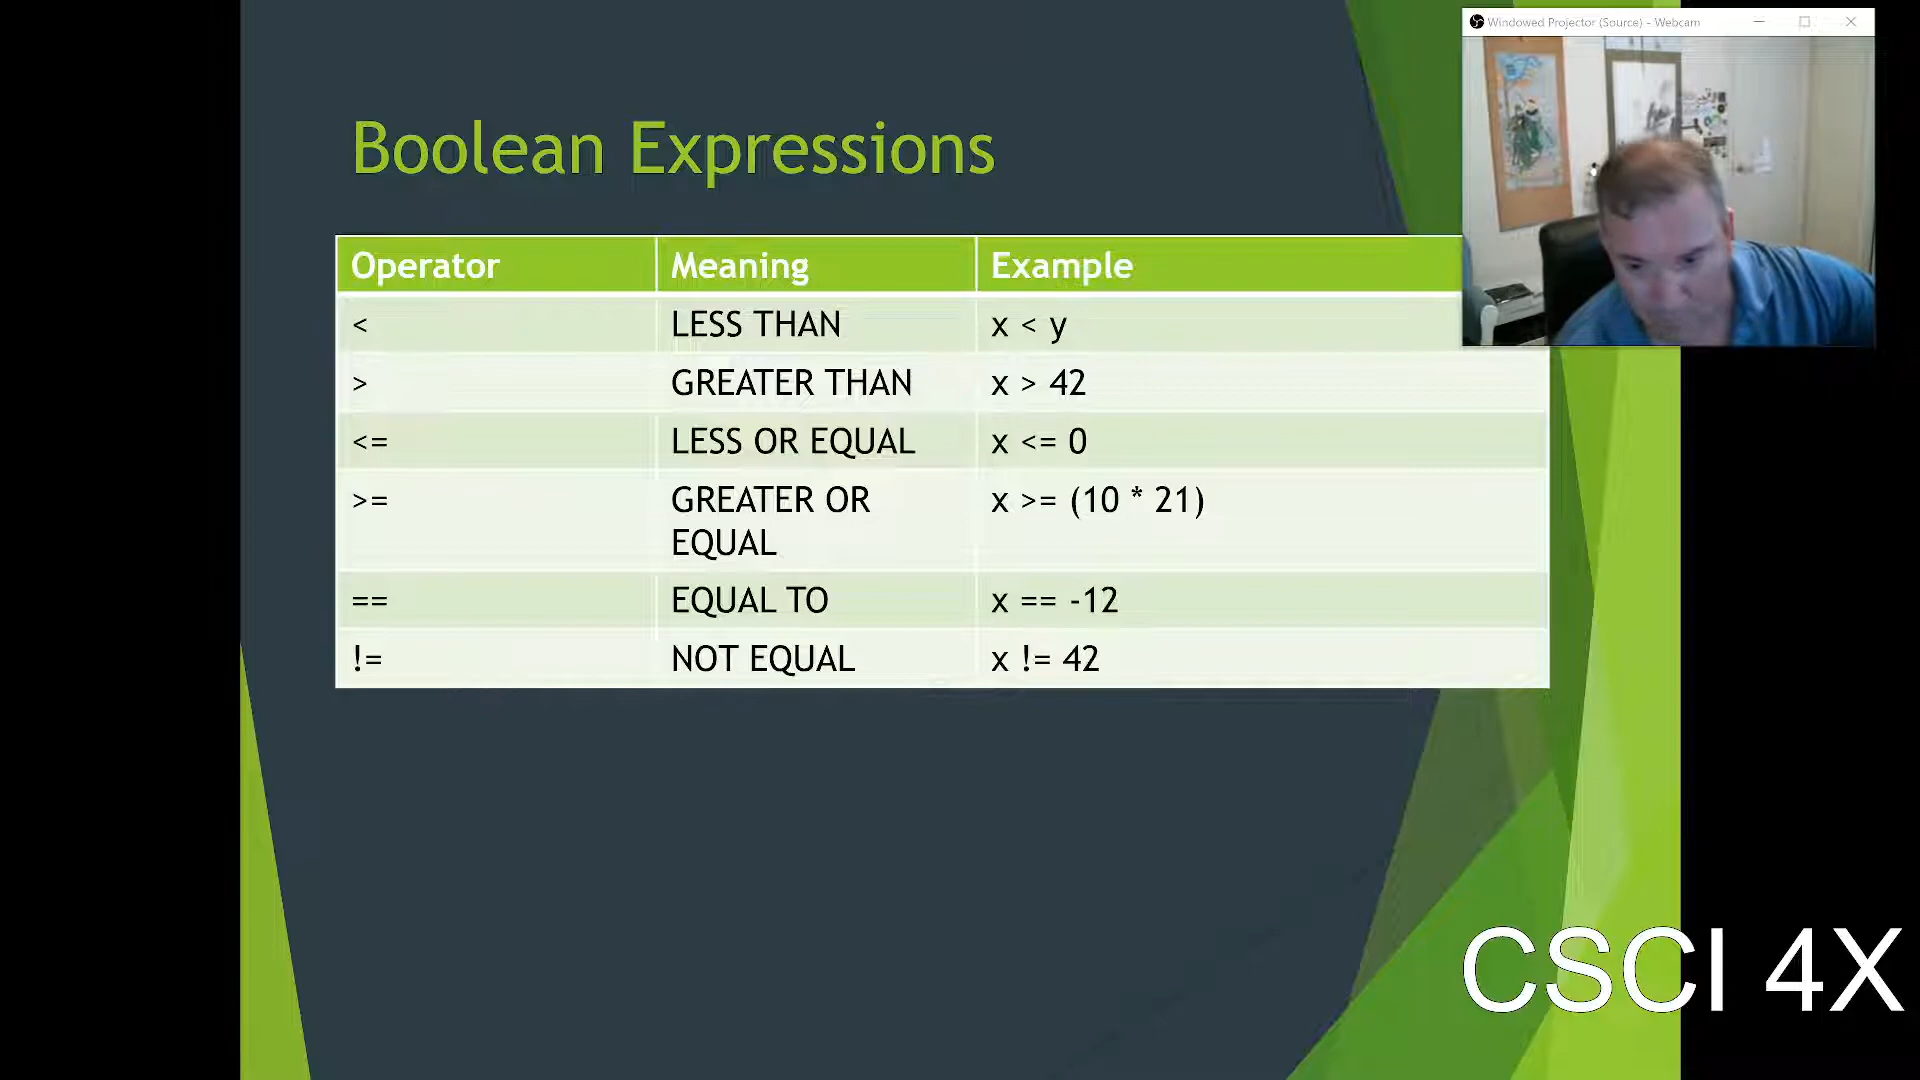 Windowed Projector (Source) - Webcam
Boolean Expressions
Operator Meaning Example
< LESS THAN x < y
> GREATER THAN x > 42
<= LESS OR EQUAL x <= 0
>= GREATER OR x >= (10 * 21)
EQUAL
== EQUAL TO x == -12
!= NOT EQUAL x != 42
CSCI 4X